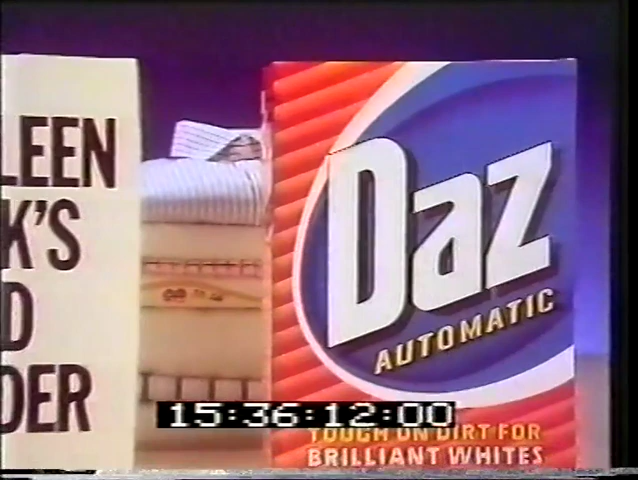 LEEN
K'S
D
DER
Daz
AUTOMATIC
15:36:12:00
TOUGH ON DIRT FOR
BRILLIANT WHITES